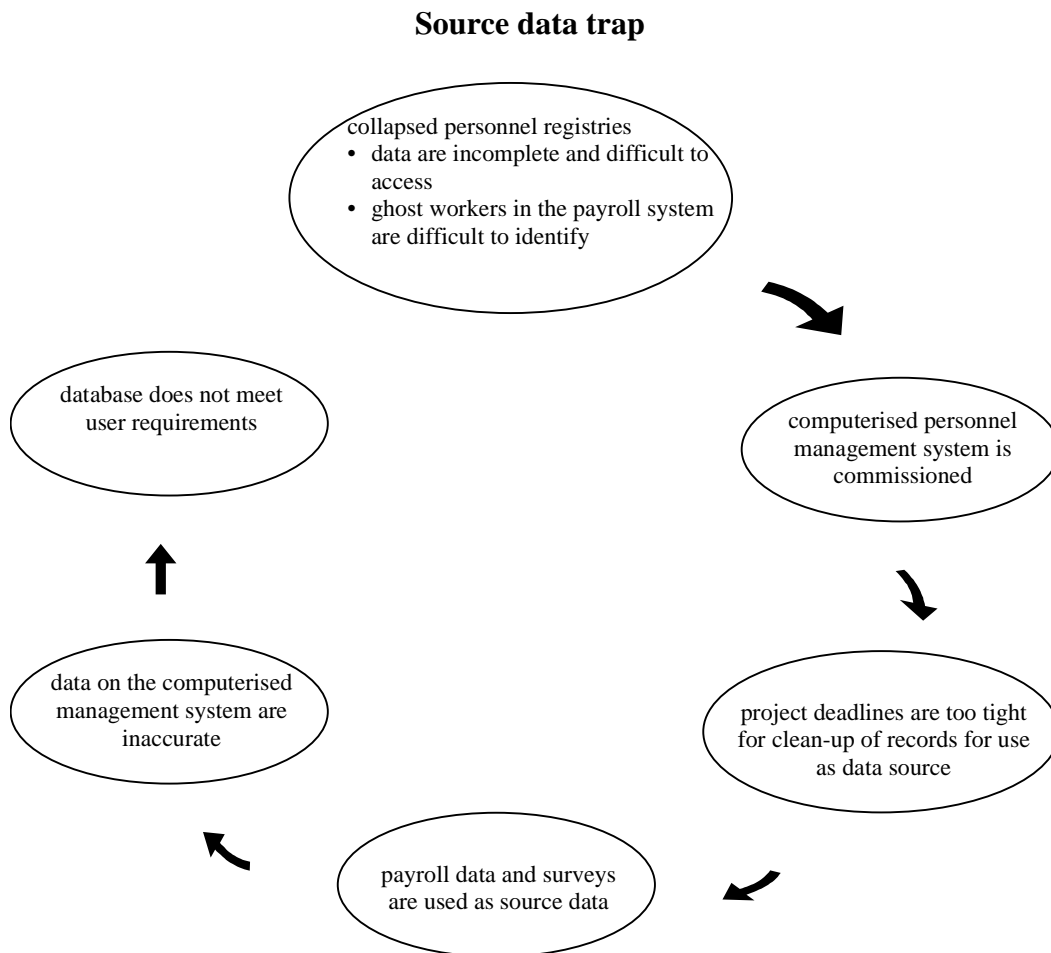 Source data trap
collapsed personnel registries
• data are incomplete and difficult to
access
• ghost workers in the payroll system
are difficult to identify
computerised personnel
management system is
commissioned
project deadlines are too tight
for clean-up of records for use
as data source
payroll data and surveys
are used as source data
data on the computerised
management system are
inaccurate
database does not meet
user requirements